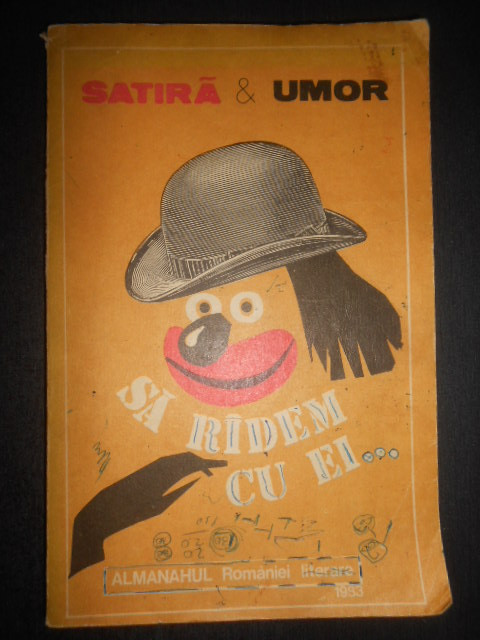 SATIRĂ & UMOR
SĂ RÎDEM
CU EI...
ALMANAHUL României literare
1983